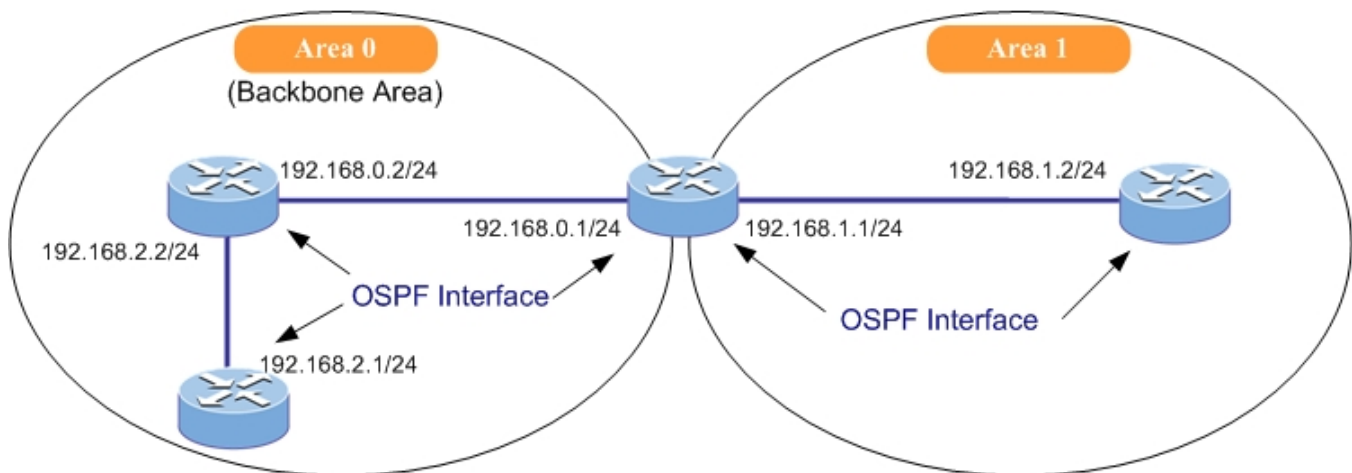 Area 0
(Backbone Area)
Area 1
192.168.0.2/24
192.168.1.2/24
192.168.2.2/24
192.168.0.1/24
192.168.1.1/24
OSPF Interface
OSPF Interface
192.168.2.1/24